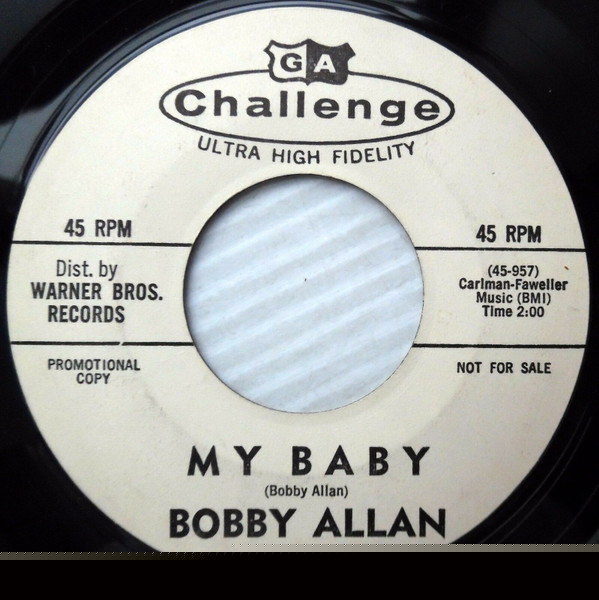 GA
Challenge
ULTRA HIGH FIDELITY
45 RPM
45 RPM
Dist. by
WARNER BROS.
RECORDS
(45-957)
Carlman-Faweller
Music (BMI)
Time 2:00
PROMOTIONAL
COPY
NOT FOR SALE
MY BABY
(Bobby Allan)
BOBBY ALLAN